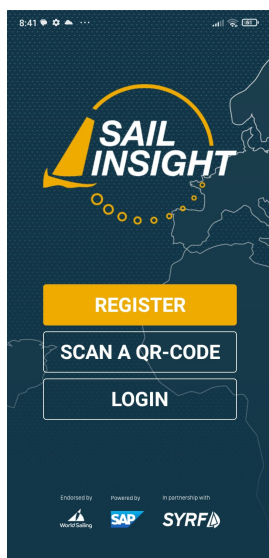 8:41
SAIL
INSIGHT
REGISTER
SCAN A QR-CODE
LOGIN
Endorsed by Powered by In partnership with
World Sailing SAP SYRF